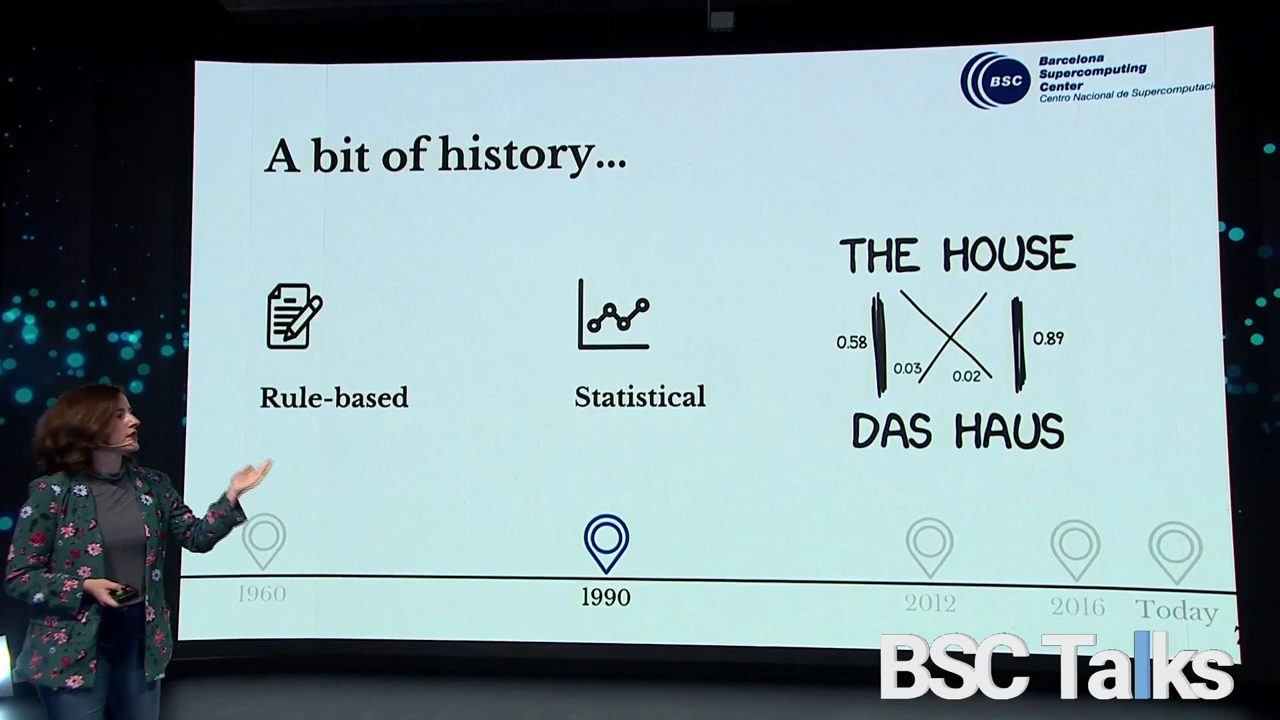 BSC
Barcelona
Supercomputing
Center
Centro Nacional de Supercomputaci
A bit of history...
THE HOUSE
0.58
0.03
0.02
0.89
DAS HAUS
Rule-based
Statistical
1960
1990
2012
2016
Today
BSC Talks